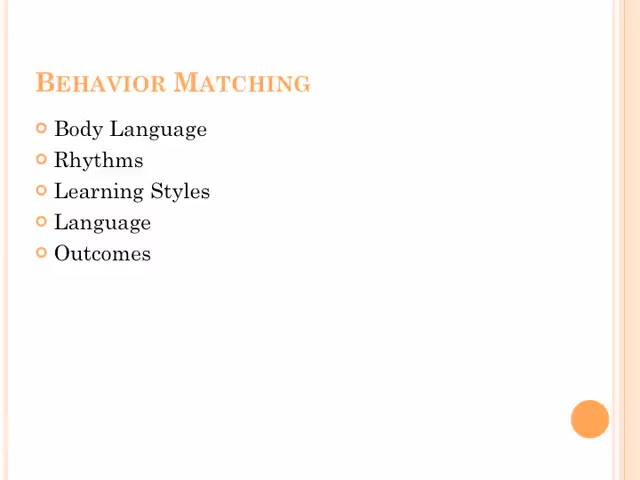 Behavior Matching
Body Language
Rhythms
Learning Styles
Language
Outcomes